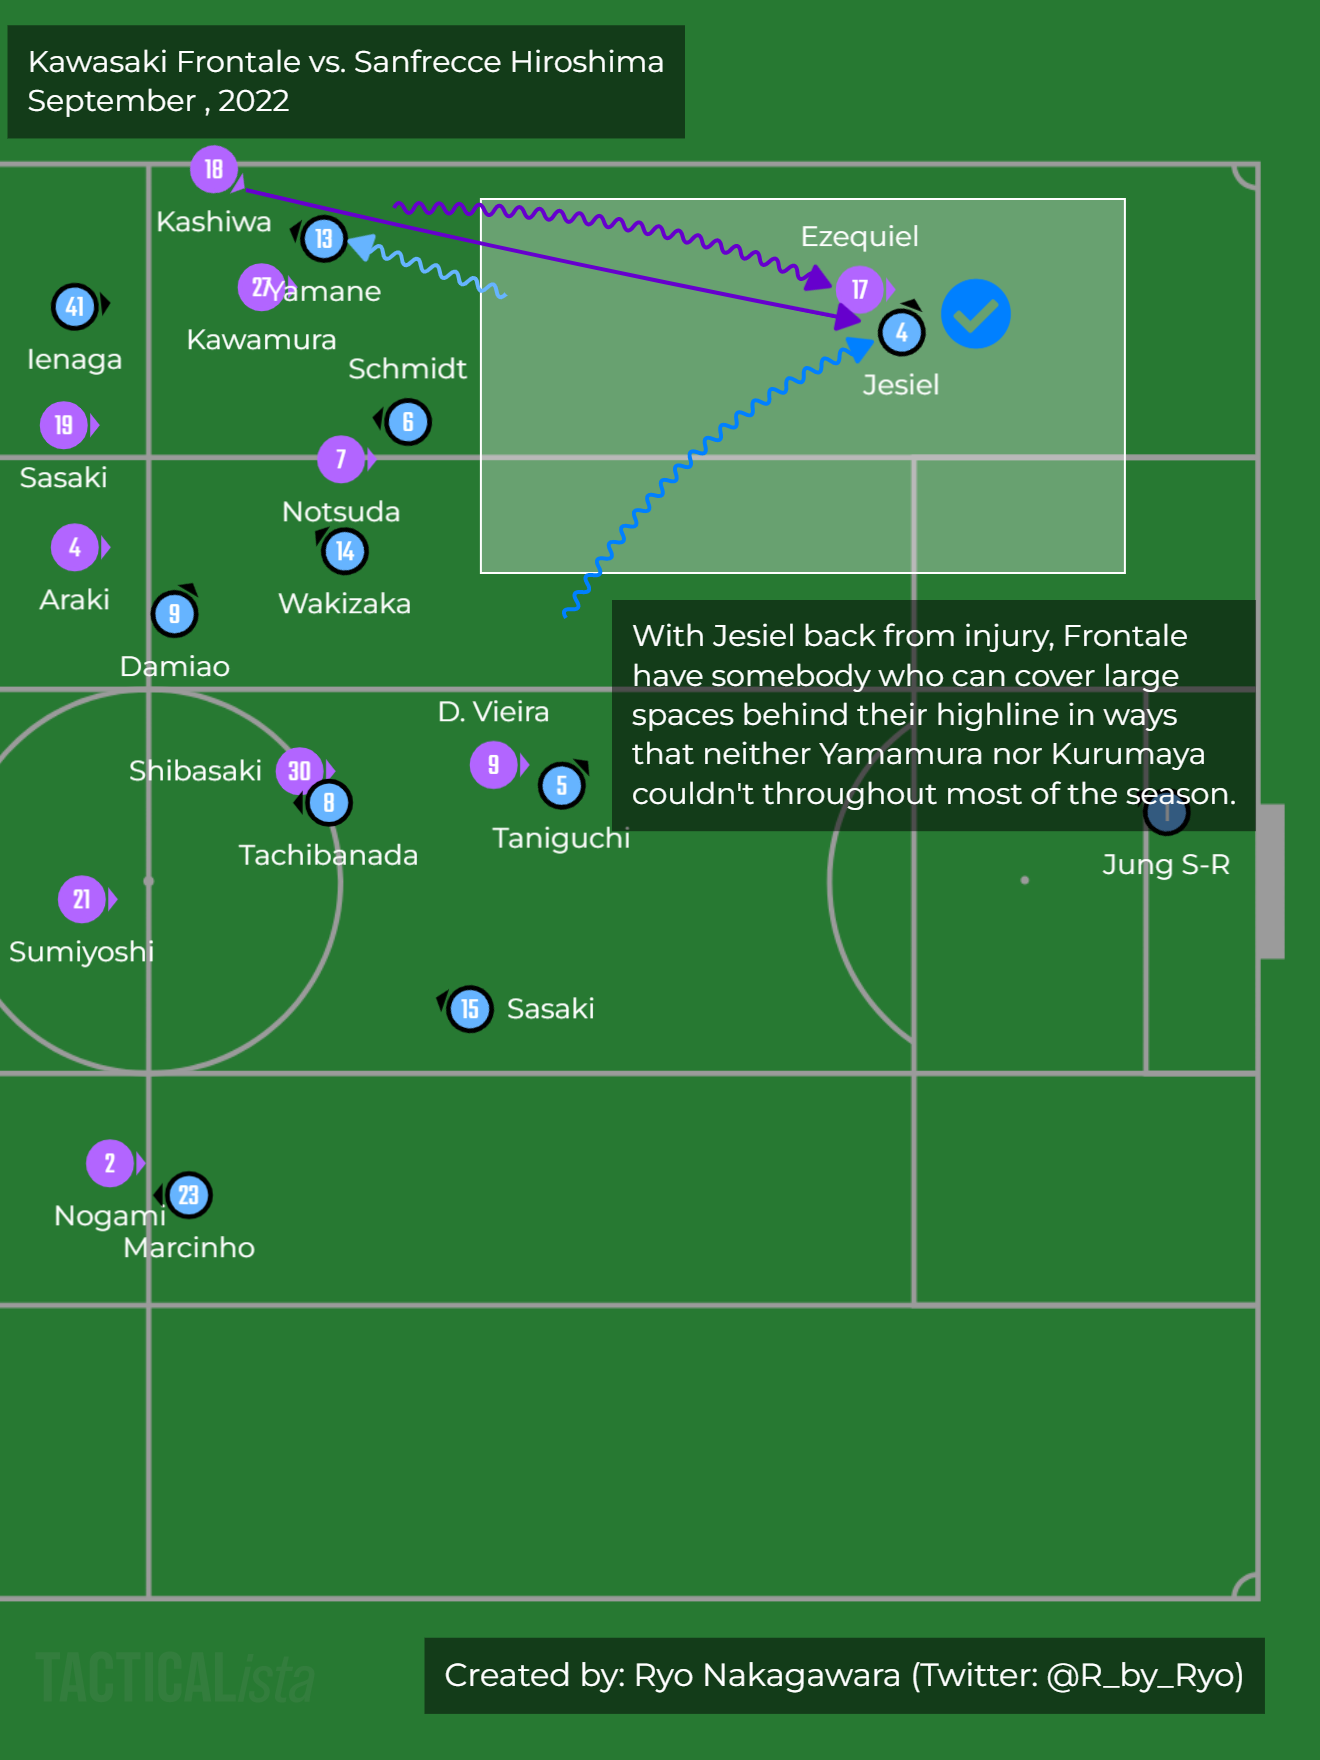 Kawasaki Frontale vs. Sanfrecce Hiroshima
September , 2022
18
Kashiwa
13
Yamane
27
Kawamura
Ezequiel
17
4
Jesiel
41
Ienaga
Schmidt
6
19
Sasaki
7
Notsuda
4
Araki
14
Wakizaka
9
Damiao
With Jesiel back from injury, Frontale
have somebody who can cover large
spaces behind their highline in ways
that neither Yamamura nor Kurumaya
couldn't throughout most of the season.
D. Vieira
9
5
Taniguchi
Shibasaki
30
8
Tachibanada
1
Jung S-R
21
Sumiyoshi
15
Sasaki
2
Nogami
23
Marcinho
TACTICALista
Created by: Ryo Nakagawara (Twitter: @R_by_Ryo)